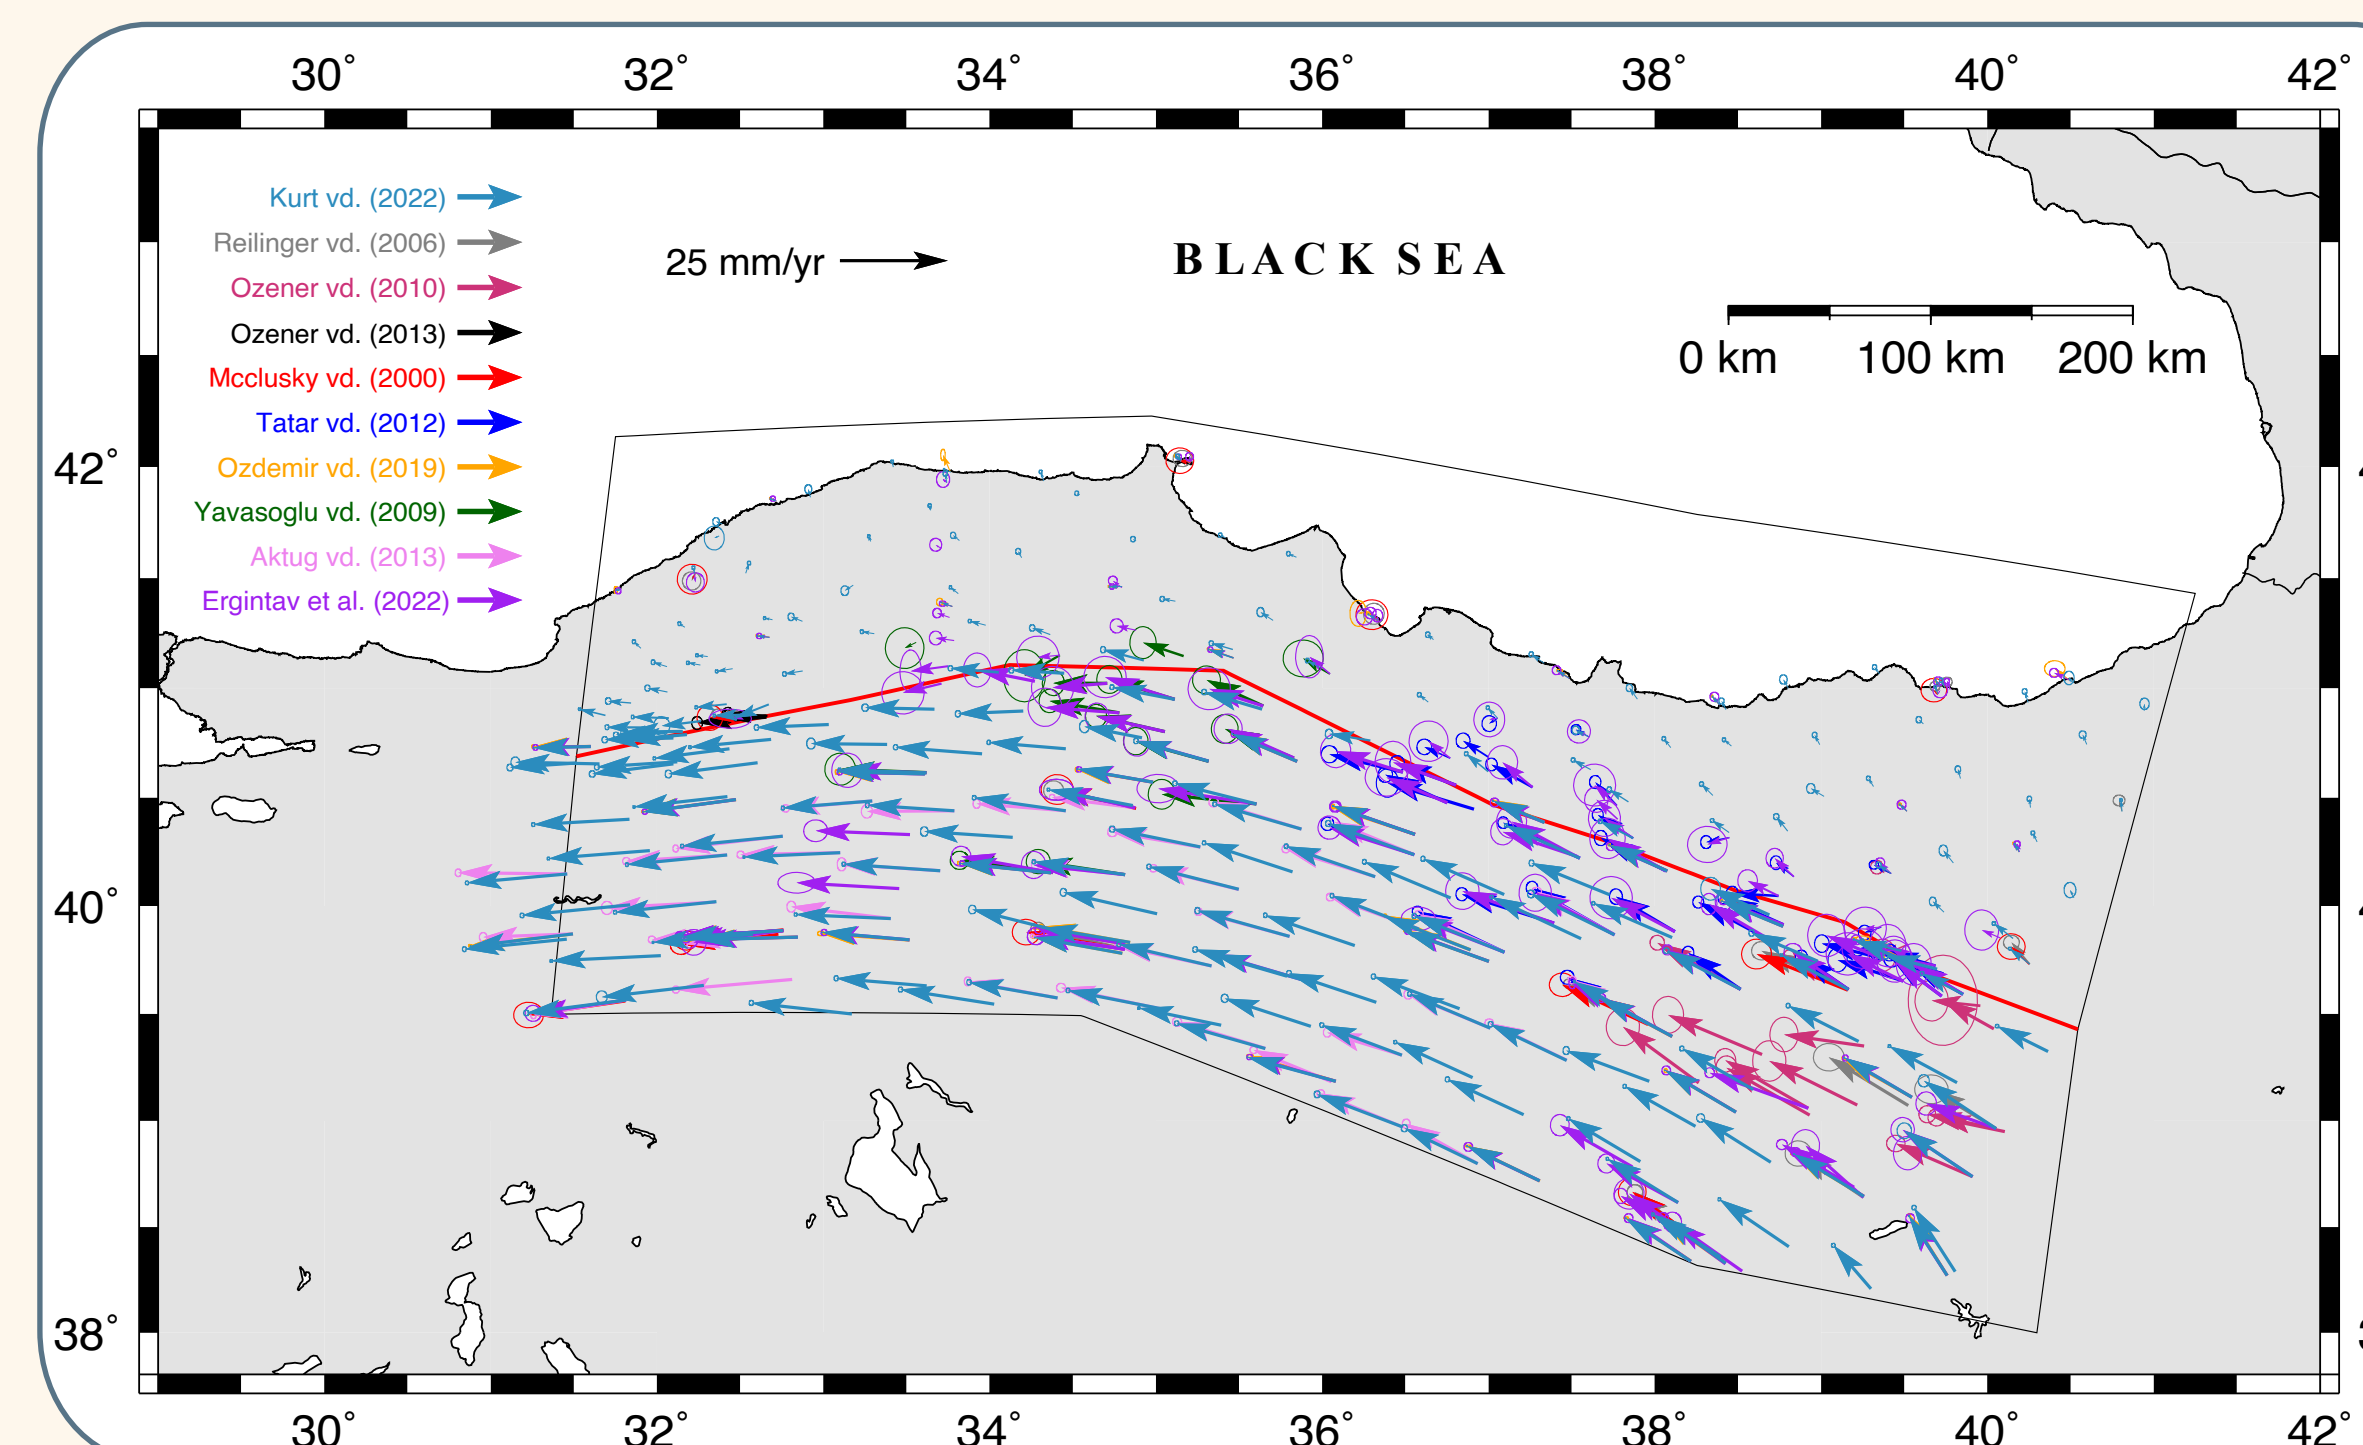 30° 32° 34° 36° 38° 40° 42°
Kurt vd. (2022)
Reilinger vd. (2006)
Ozener vd. (2010)
Ozener vd. (2013)
Mcclusky vd. (2000)
Tatar vd. (2012)
Ozdemir vd. (2019)
Yavasoglu vd. (2009)
Aktug vd. (2013)
Ergintav et al. (2022)
25 mm/yr
BLACK SEA
0 km 100 km 200 km
42°
40°
38°
30° 32° 34° 36° 38° 40° 42°